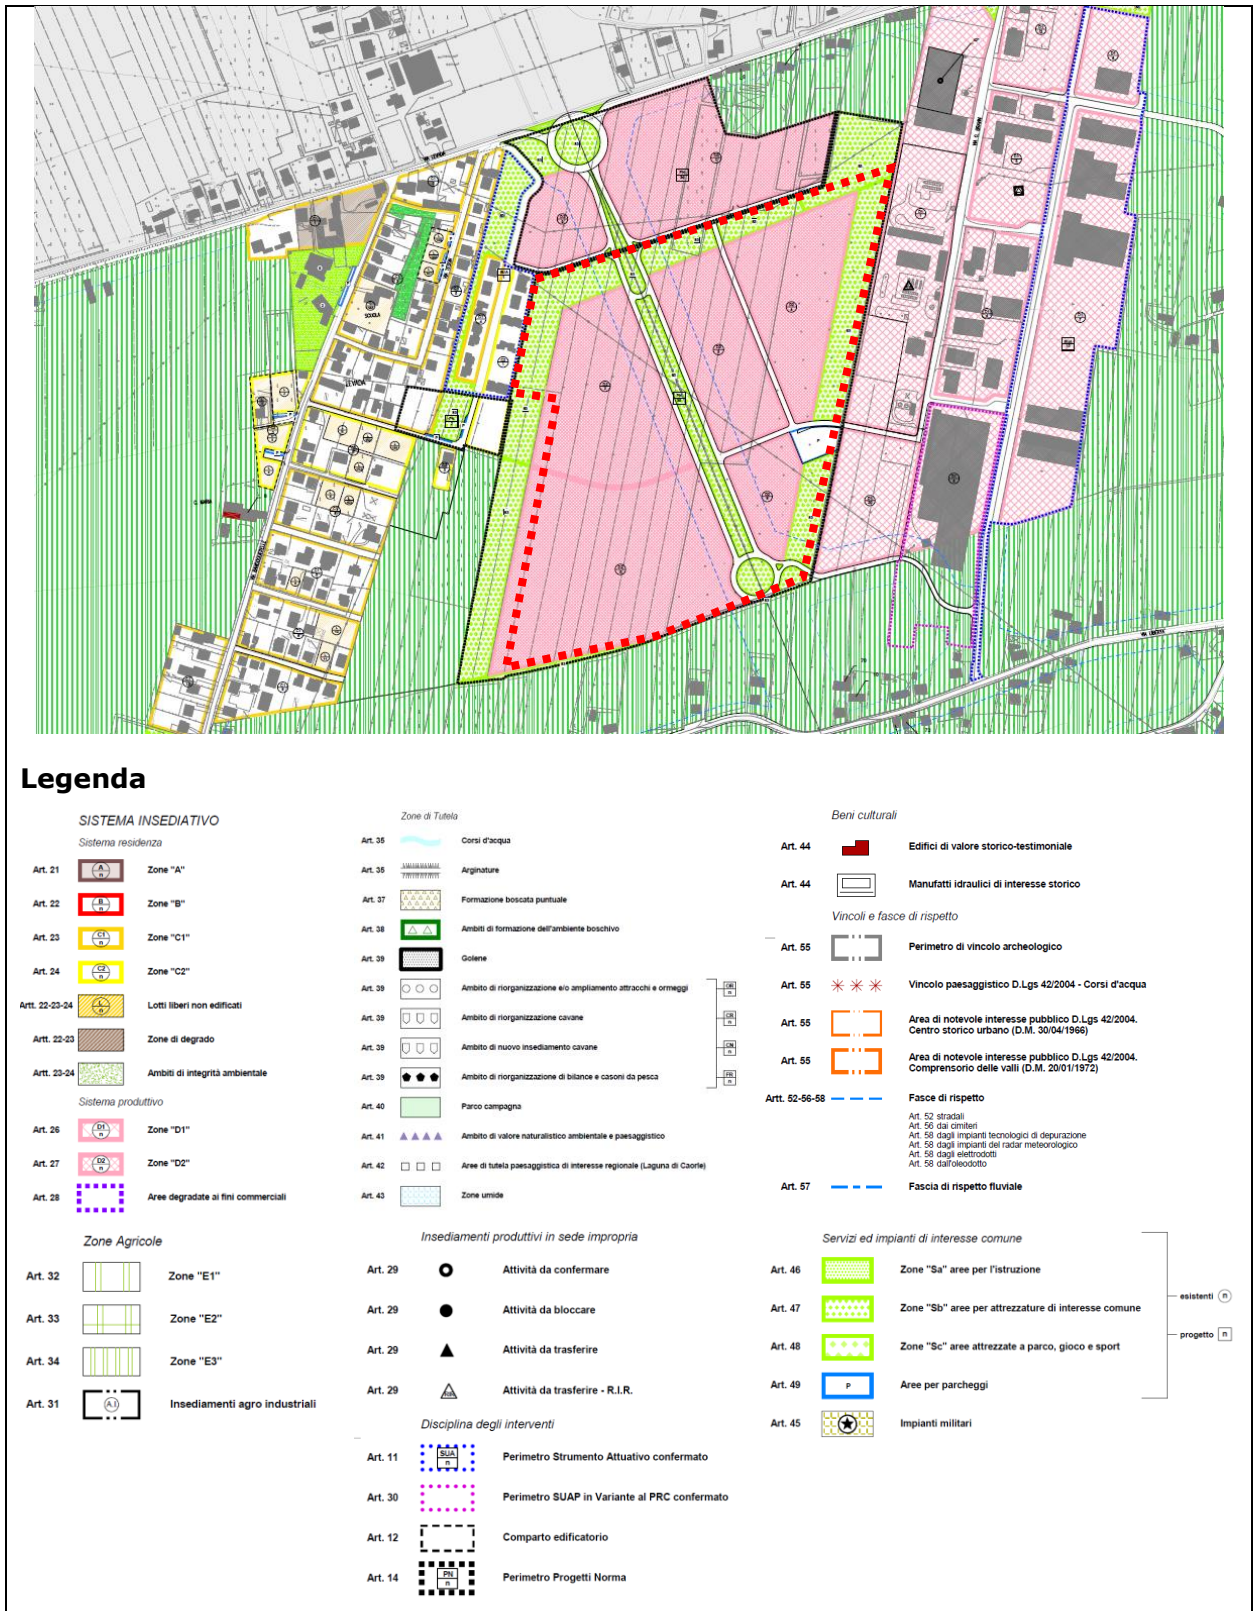 VIA LEVADA
SCUOLA
LEVADA
Legenda
SISTEMA INSEDIATIVO
Sistema residenza
Art. 21 A n Zone "A"
Art. 22 B n Zone "B"
Art. 23 C1 n Zone "C1"
Art. 24 C2 n Zone "C2"
Artt. 22-23-24 L n Lotti liberi non edificati
Artt. 22-23 Zone di degrado
Artt. 23-24 Ambiti di integrità ambientale
Sistema produttivo
Art. 26 D1 n Zone "D1"
Art. 27 D2 n Zone "D2"
Art. 28 Aree degradate ai fini commerciali
Zone Agricole
Art. 32 Zone "E1"
Art. 33 Zone "E2"
Art. 34 Zone "E3"
Art. 31 A.I Insediamenti agro industriali
Zone di Tutela
Art. 35 Corsi d'acqua
Art. 35 Arginature
Art. 37 Formazione boscata puntuale
Art. 38 Ambiti di formazione dell'ambiente boschivo
Art. 39 Golene
Art. 39 Ambito di riorganizzazione e/o ampliamento attracchi e ormeggi OR n
Art. 39 Ambito di riorganizzazione cavane CR n
Art. 39 Ambito di nuovo insediamento cavane CN n
Art. 39 Ambito di riorganizzazione di bilance e casoni da pesca PR n
Art. 40 Parco campagna
Art. 41 Ambito di valore naturalistico ambientale e paesaggistico
Art. 42 Aree di tutela paesaggistica di interesse regionale (Laguna di Caorle)
Art. 43 Zone umide
Insediamenti produttivi in sede impropria
Art. 29 Attività da confermare
Art. 29 Attività da bloccare
Art. 29 Attività da trasferire
Art. 29 Attività da trasferire - R.I.R.
Disciplina degli interventi
Art. 11 SUA n Perimetro Strumento Attuativo confermato
Art. 30 Perimetro SUAP in Variante al PRC confermato
Art. 12 Comparto edificatorio
Art. 14 PN n Perimetro Progetti Norma
Beni culturali
Art. 44 Edifici di valore storico-testimoniale
Art. 44 Manufatti idraulici di interesse storico
Vincoli e fasce di rispetto
Art. 55 Perimetro di vincolo archeologico
Art. 55 Vincolo paesaggistico D.Lgs 42/2004 - Corsi d'acqua
Art. 55 Area di notevole interesse pubblico D.Lgs 42/2004.
Centro storico urbano (D.M. 30/04/1966)
Art. 55 Area di notevole interesse pubblico D.Lgs 42/2004.
Comprensorio delle valli (D.M. 20/01/1972)
Artt. 52-56-58 Fasce di rispetto
Art. 52 stradali
Art. 56 dai cimiteri
Art. 58 dagli impianti tecnologici di depurazione
Art. 58 dagli impianti del radar meteorologico
Art. 58 dagli elettrodotti
Art. 58 dall'oleodotto
Art. 57 Fascia di rispetto fluviale
Servizi ed impianti di interesse comune
Art. 46 Zone "Sa" aree per l'istruzione
Art. 47 Zone "Sb" aree per attrezzature di interesse comune
Art. 48 Zone "Sc" aree attrezzate a parco, gioco e sport
Art. 49 P Aree per parcheggi
Art. 45 Impianti militari
esistenti n
progetto n